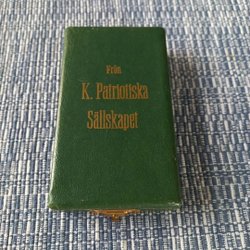 Från
K. Patriotiska
Sällskapet